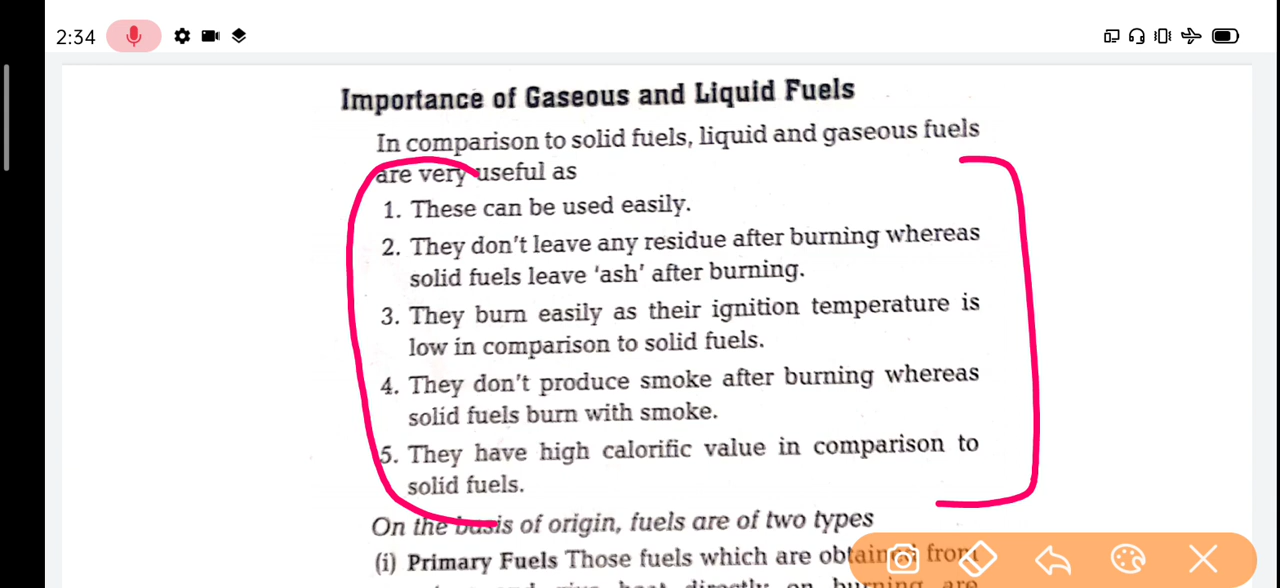 2:34
Importance of Gaseous and Liquid Fuels
In comparison to solid fuels, liquid and gaseous fuels
are very useful as
1. These can be used easily.
2. They don't leave any residue after burning whereas
solid fuels leave 'ash' after burning.
3. They burn easily as their ignition temperature is
low in comparison to solid fuels.
4. They don't produce smoke after burning whereas
solid fuels burn with smoke.
5. They have high calorific value in comparison to
solid fuels.
On the basis of origin, fuels are of two types
(i) Primary Fuels Those fuels which are obtained from
burning are